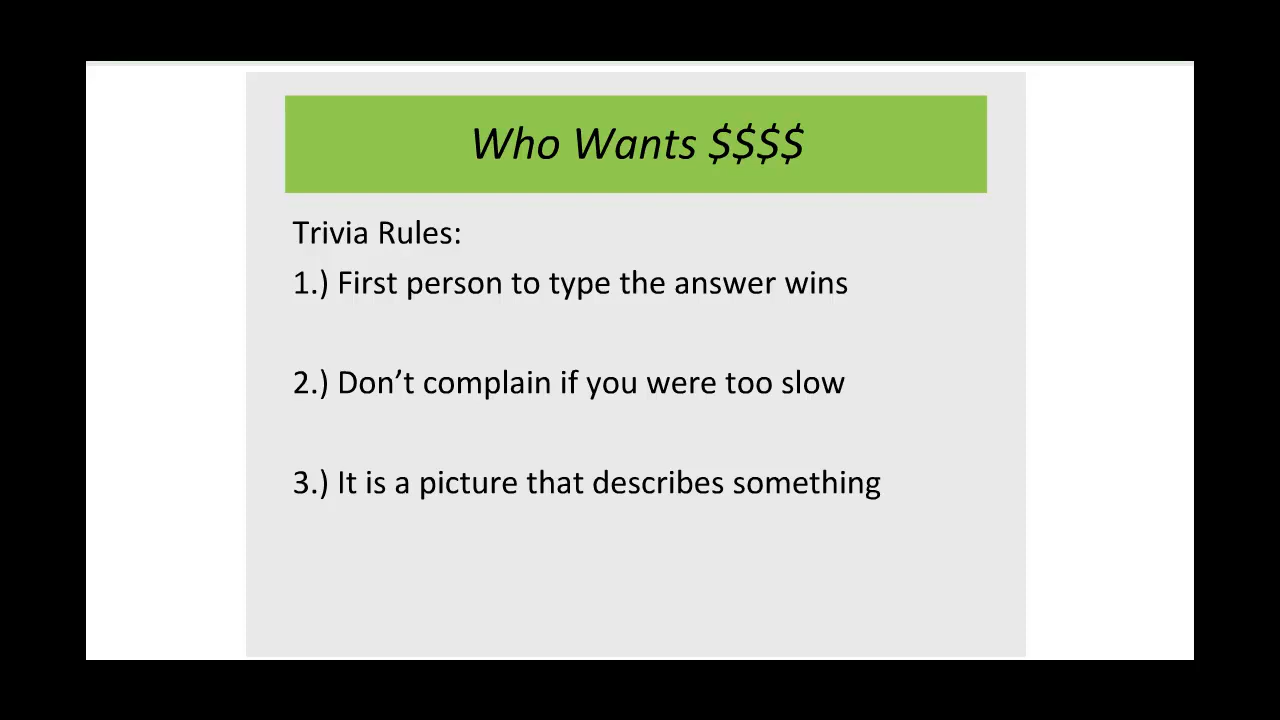 Who Wants $$$$
Trivia Rules:
1.) First person to type the answer wins
2.) Don’t complain if you were too slow
3.) It is a picture that describes something